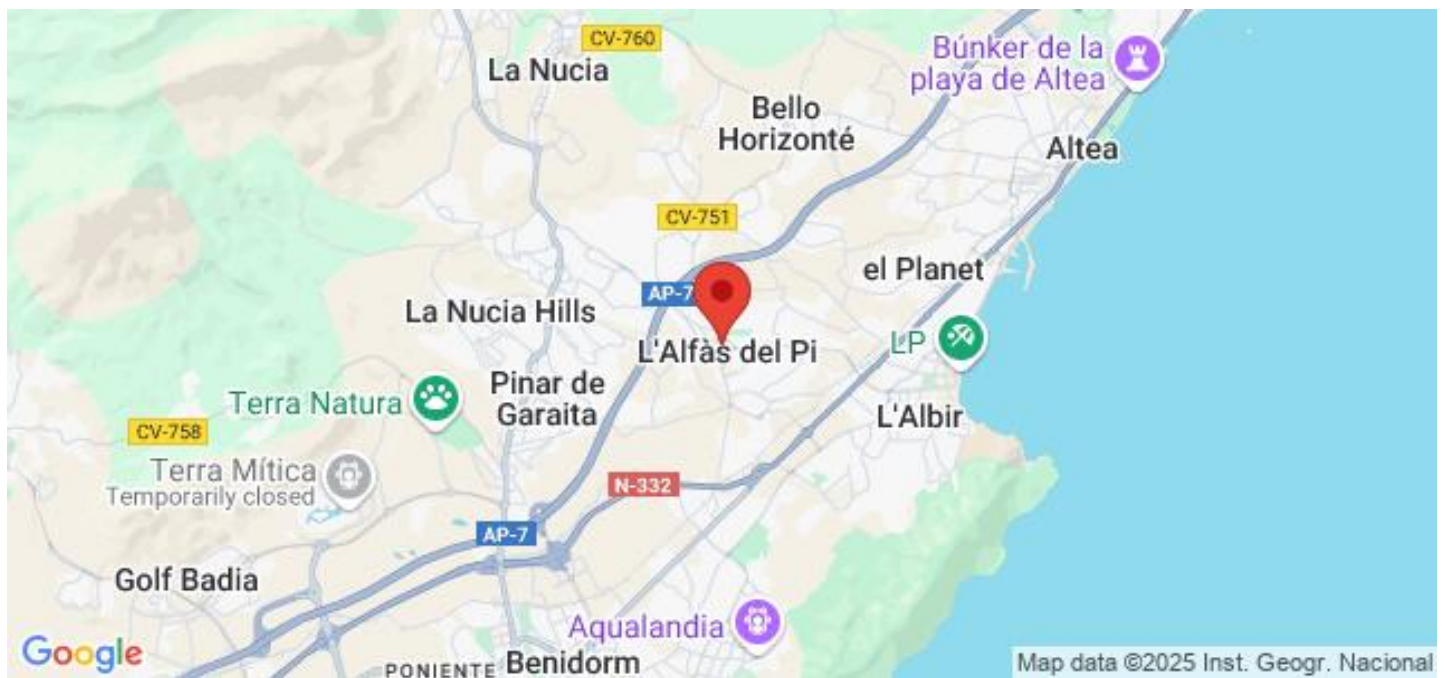 CV-760
La Nucia
Búnker de la
playa de Altea
Bello
Horizonté
Altea
CV-751
el Planet
AP-7
La Nucia Hills
LP
L'Alfàs del Pi
Pinar de
Garaita
Terra Natura
L'Albir
CV-758
Terra Mítica
Temporarily closed
N-332
AP-7
Golf Badia
Aqualandia
Google
PONIENTE
Benidorm
Map data ©2025 Inst. Geogr. Nacional